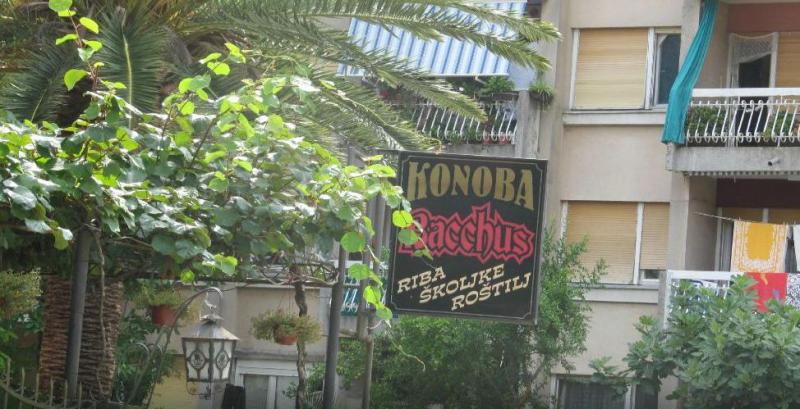 KONOBA
Bacchus
RIBA
ŠKOLJKE
ROŠTILJ